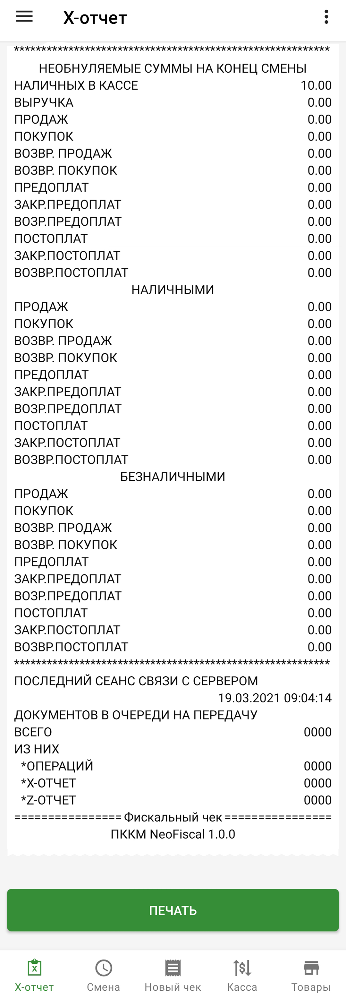 Х-отчет
**********************************************************
НЕОБНУЛЯЕМЫЕ СУММЫ НА КОНЕЦ СМЕНЫ
НАЛИЧНЫХ В КАССЕ 10.00
ВЫРУЧКА 0.00
ПРОДАЖ 0.00
ПОКУПОК 0.00
ВОЗВР. ПРОДАЖ 0.00
ВОЗВР. ПОКУПОК 0.00
ПРЕДОПЛАТ 0.00
ЗАКР.ПРЕДОПЛАТ 0.00
ВОЗР.ПРЕДОПЛАТ 0.00
ПОСТОПЛАТ 0.00
ЗАКР.ПОСТОПЛАТ 0.00
ВОЗВР.ПОСТОПЛАТ 0.00
НАЛИЧНЫМИ
ПРОДАЖ 0.00
ПОКУПОК 0.00
ВОЗВР. ПРОДАЖ 0.00
ВОЗВР. ПОКУПОК 0.00
ПРЕДОПЛАТ 0.00
ЗАКР.ПРЕДОПЛАТ 0.00
ВОЗР.ПРЕДОПЛАТ 0.00
ПОСТОПЛАТ 0.00
ЗАКР.ПОСТОПЛАТ 0.00
ВОЗВР.ПОСТОПЛАТ 0.00
БЕЗНАЛИЧНЫМИ
ПРОДАЖ 0.00
ПОКУПОК 0.00
ВОЗВР. ПРОДАЖ 0.00
ВОЗВР. ПОКУПОК 0.00
ПРЕДОПЛАТ 0.00
ЗАКР.ПРЕДОПЛАТ 0.00
ВОЗР.ПРЕДОПЛАТ 0.00
ПОСТОПЛАТ 0.00
ЗАКР.ПОСТОПЛАТ 0.00
ВОЗВР.ПОСТОПЛАТ 0.00
**********************************************************
ПОСЛЕДНИЙ СЕАНС СВЯЗИ С СЕРВЕРОМ
19.03.2021 09:04:14
ДОКУМЕНТОВ В ОЧЕРЕДИ НА ПЕРЕДАЧУ
ВСЕГО 0000
ИЗ НИХ
*ОПЕРАЦИЙ 0000
*Х-ОТЧЕТ 0000
*Z-ОТЧЕТ 0000
================ Фискальный чек ================
ПККМ NeoFiscal 1.0.0
ПЕЧАТЬ
X
Х-отчет Смена Новый чек Касса Товары